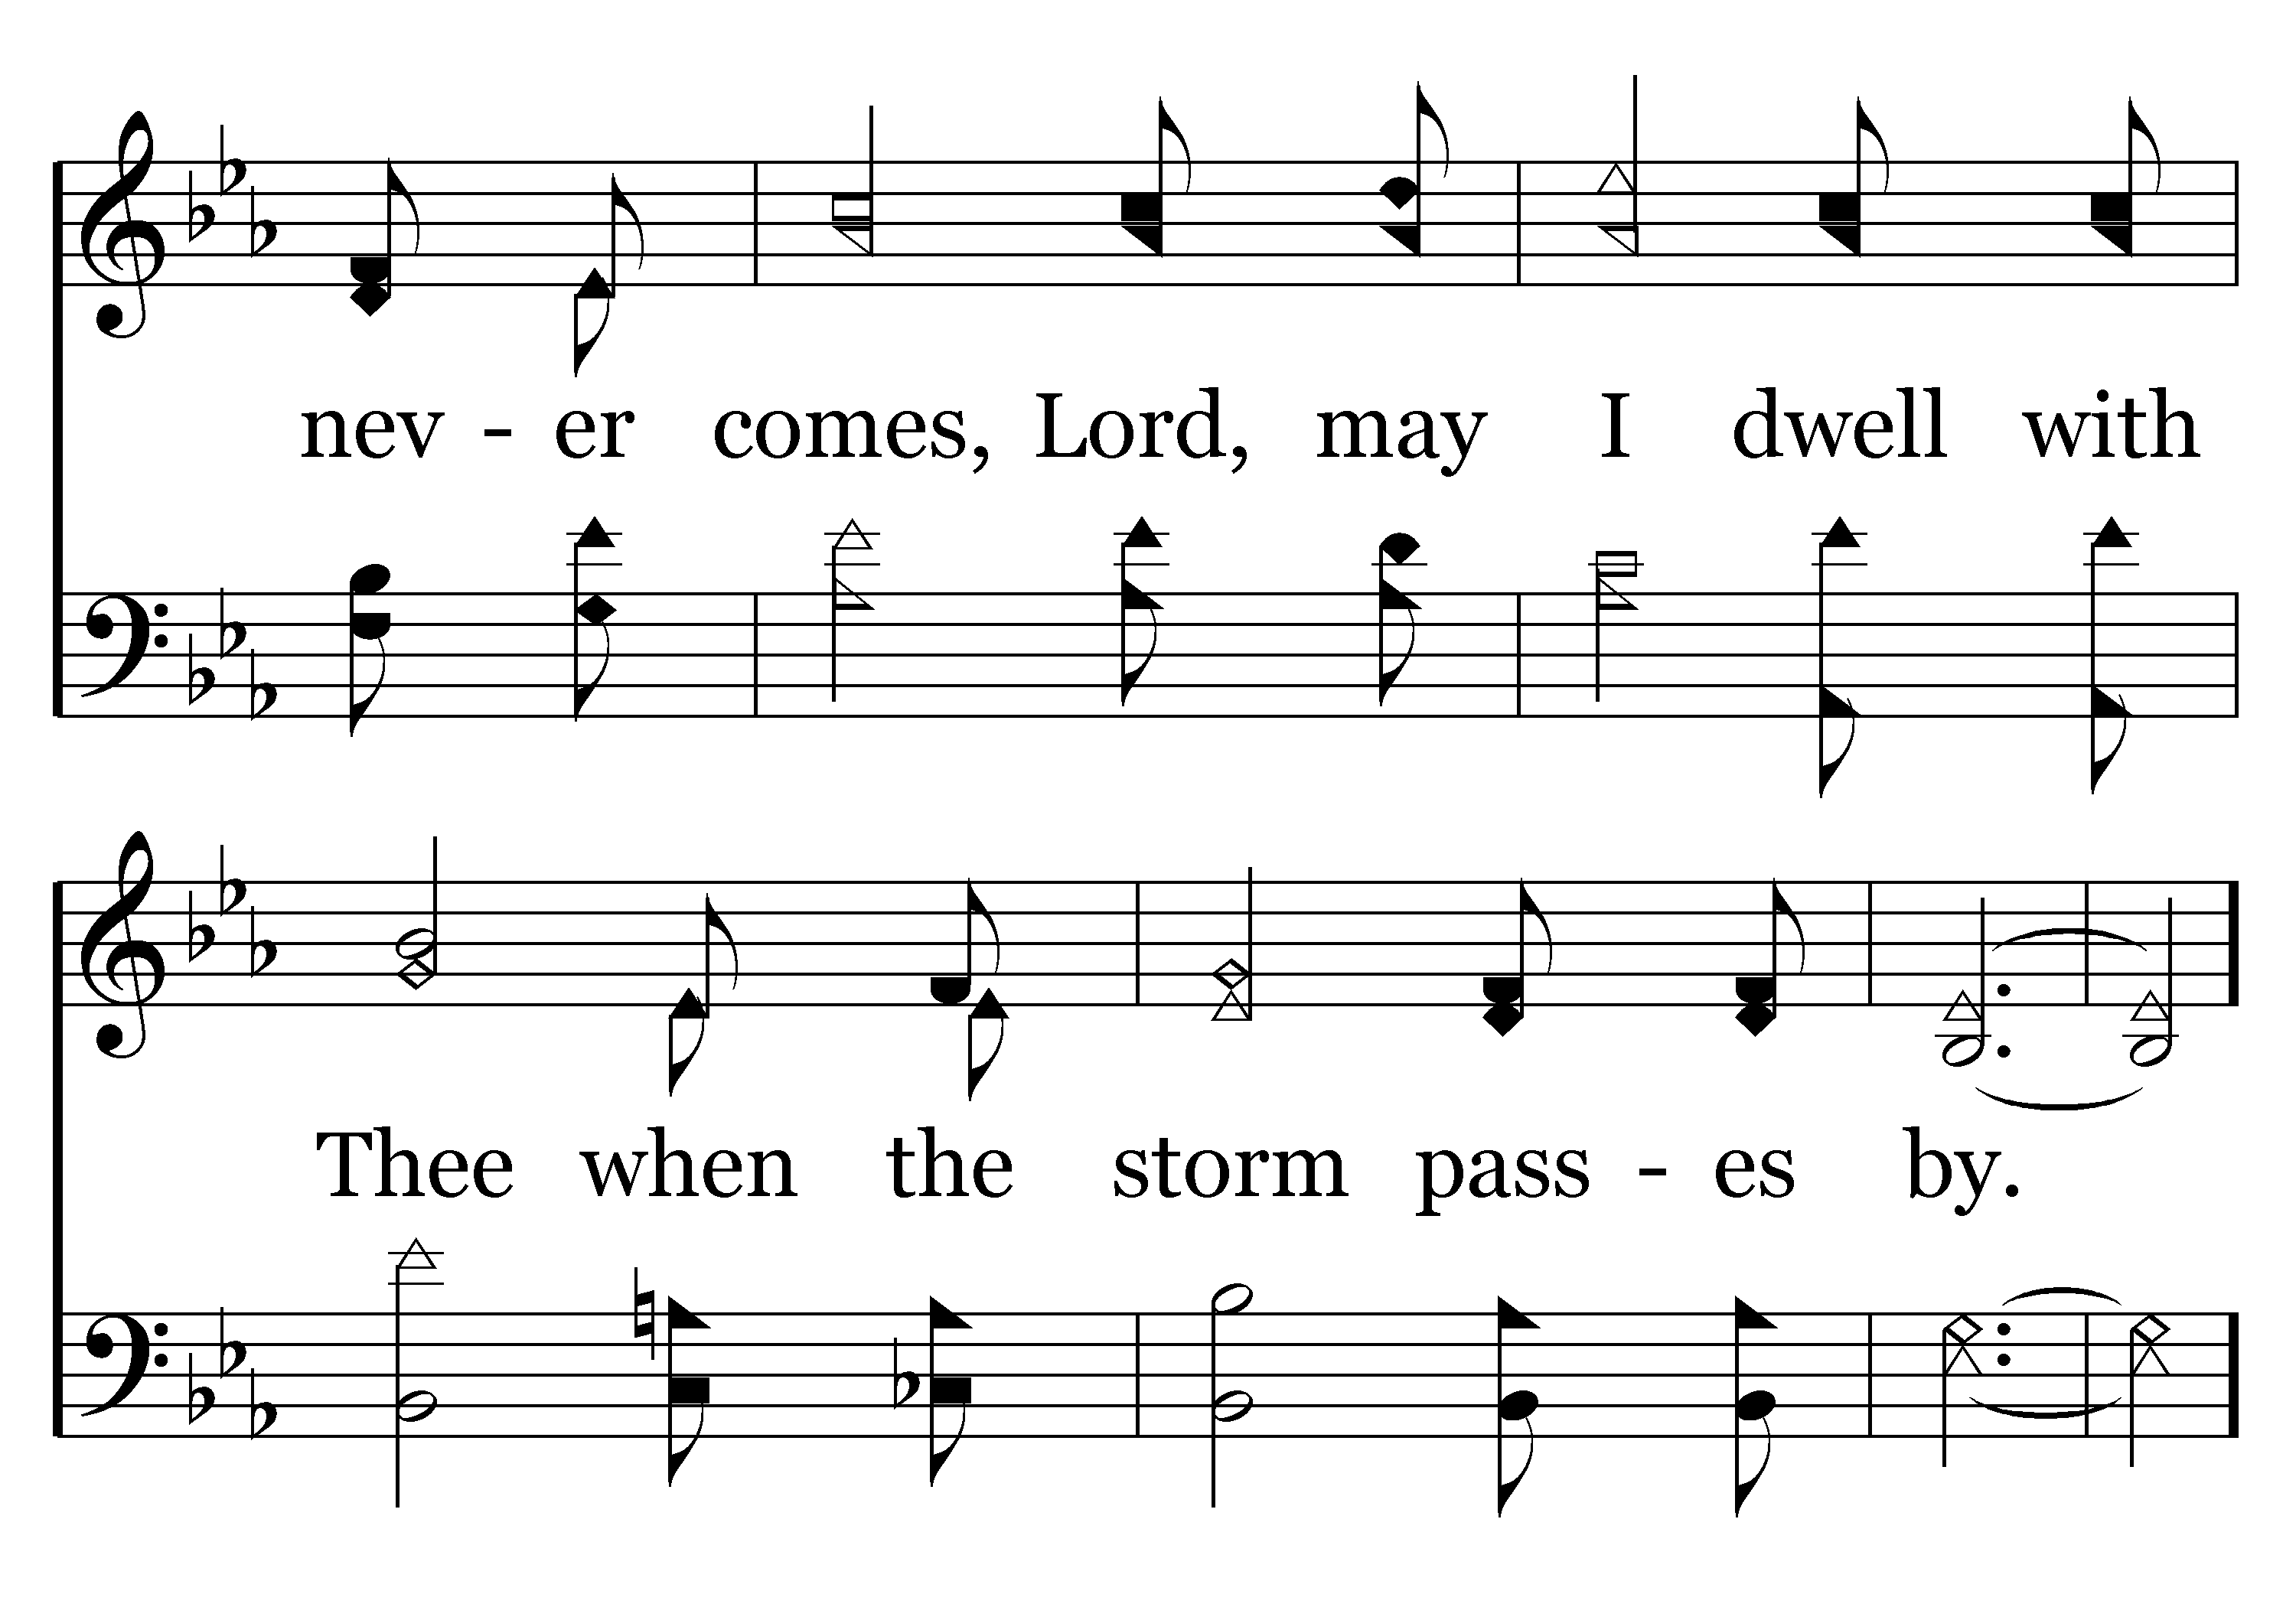 nev - er comes, Lord, may I dwell with
Thee when the storm pass - es by.